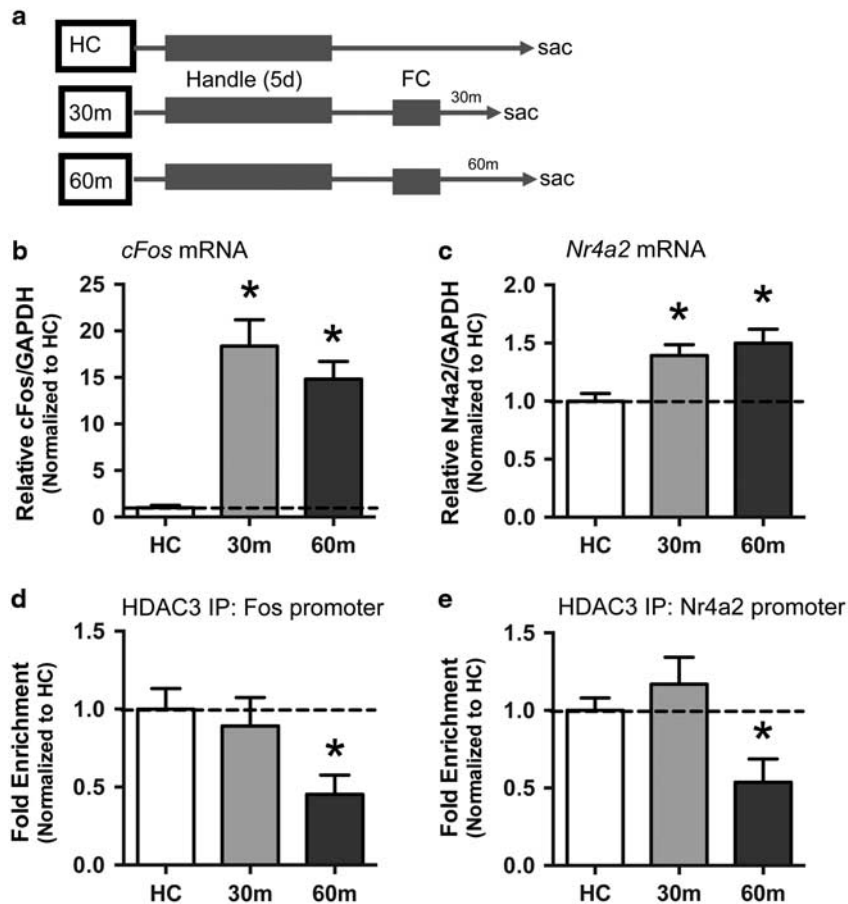 a
HC
sac
Handle (5d)
FC
30m
30m
sac
60m
60m
sac
b
cFos mRNA
Relative cFos/GAPDH
(Normalized to HC)
25
20
15
10
5
0
*
*
HC 30m 60m
c
Nr4a2 mRNA
Relative Nr4a2/GAPDH
(Normalized to HC)
2.0
1.5
1.0
0.5
0.0
*
*
HC 30m 60m
d
HDAC3 IP: Fos promoter
Fold Enrichment
(Normalized to HC)
1.5
1.0
0.5
0.0
*
HC 30m 60m
e
HDAC3 IP: Nr4a2 promoter
Fold Enrichment
(Normalized to HC)
1.5
1.0
0.5
0.0
*
HC 30m 60m